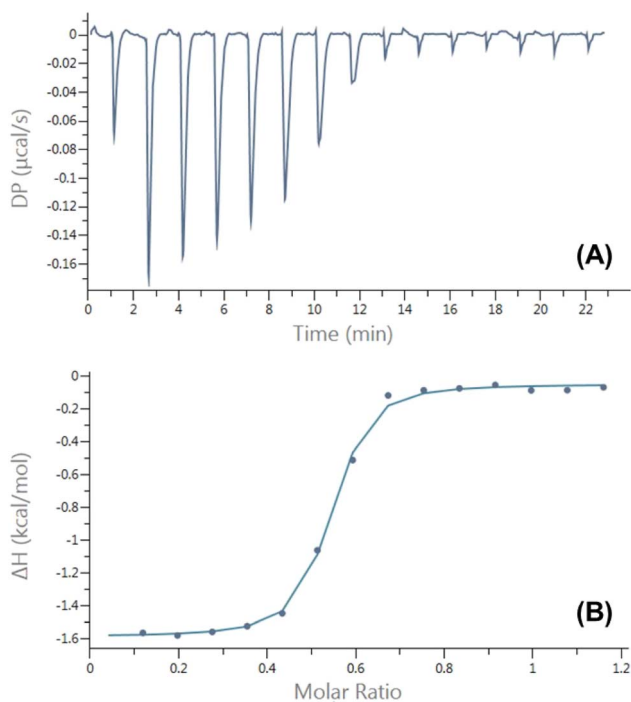 0
-0.02
-0.04
-0.06
-0.08
-0.1
-0.12
-0.14
-0.16
DP (µcal/s)
(A)
0 2 4 6 8 10 12 14 16 18 20 22
Time (min)
0
-0.2
-0.4
-0.6
-0.8
-1
-1.2
-1.4
-1.6
ΔH (kcal/mol)
(B)
0 0.2 0.4 0.6 0.8 1 1.2
Molar Ratio